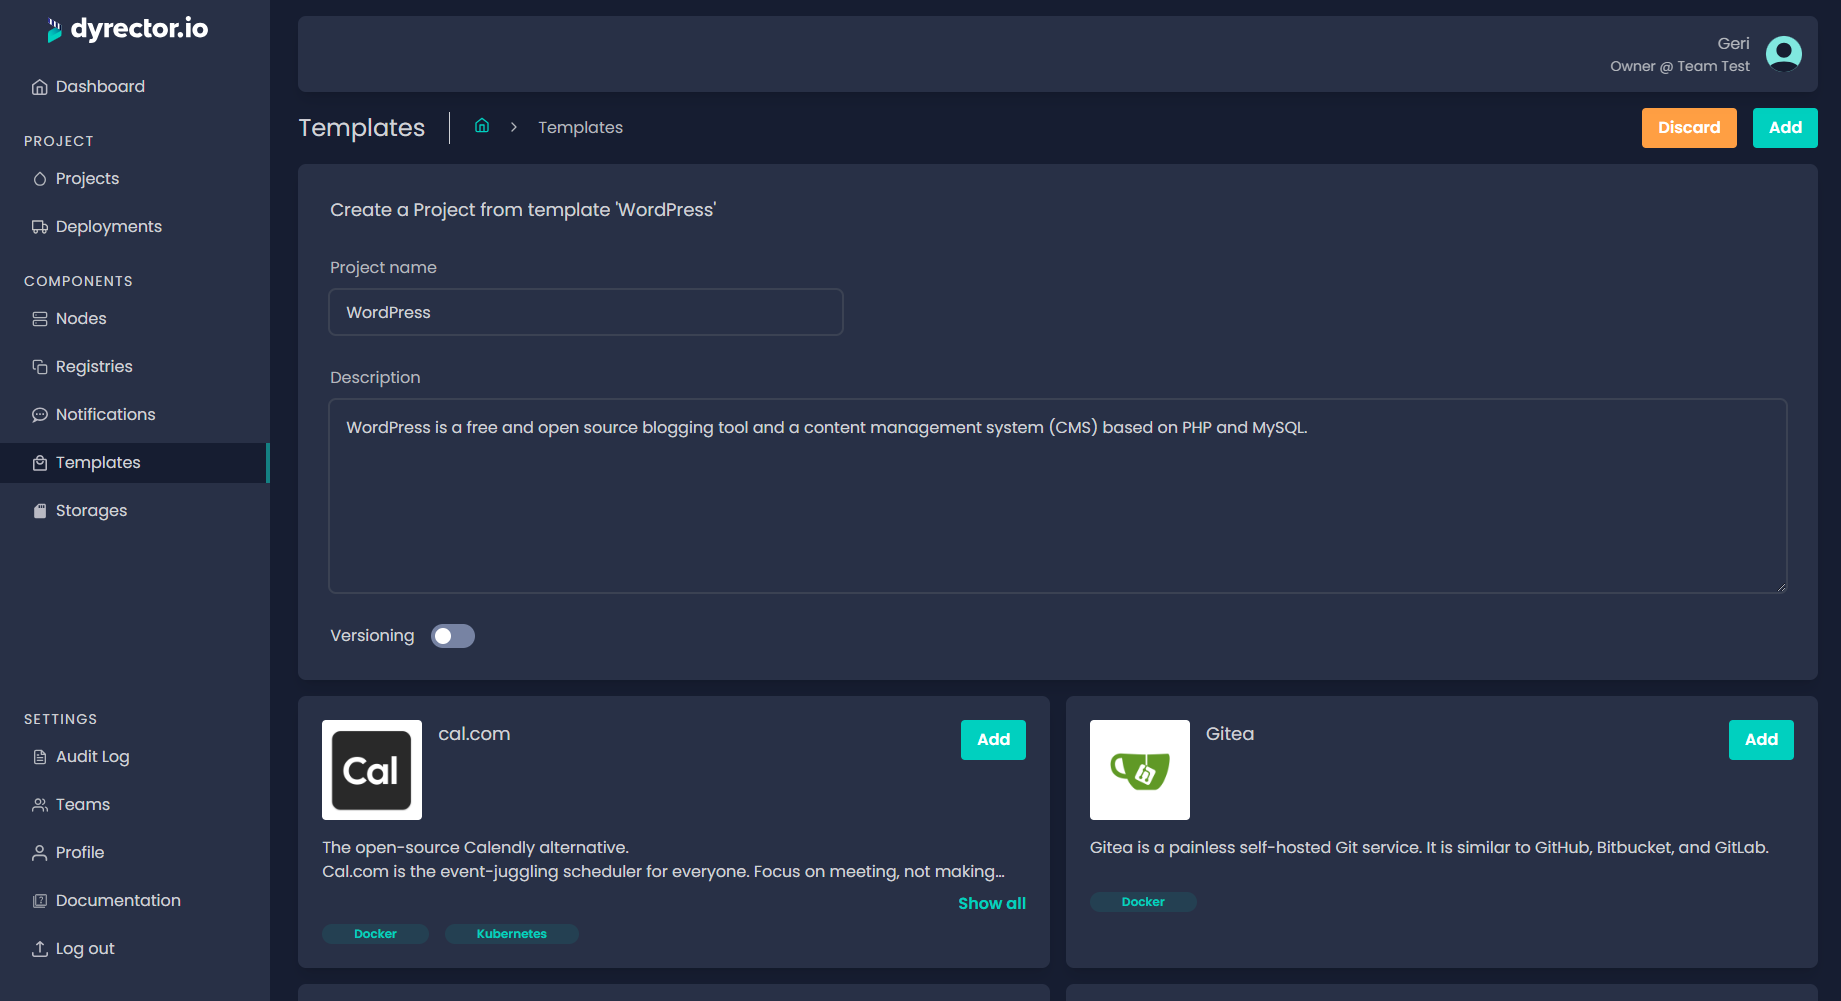 dyrector.io
Dashboard
PROJECT
Projects
Deployments
COMPONENTS
Nodes
Registries
Notifications
Templates
Storages
SETTINGS
Audit Log
Teams
Profile
Documentation
Log out
Geri
Owner @ Team Test
Templates
Templates
Discard
Add
Create a Project from template 'WordPress'
Project name
WordPress
Description
WordPress is a free and open source blogging tool and a content management system (CMS) based on PHP and MySQL.
Versioning
Cal
cal.com
Add
The open-source Calendly alternative.
Cal.com is the event-juggling scheduler for everyone. Focus on meeting, not making...
Show all
Docker
Kubernetes
Gitea
Add
Gitea is a painless self-hosted Git service. It is similar to GitHub, Bitbucket, and GitLab.
Docker